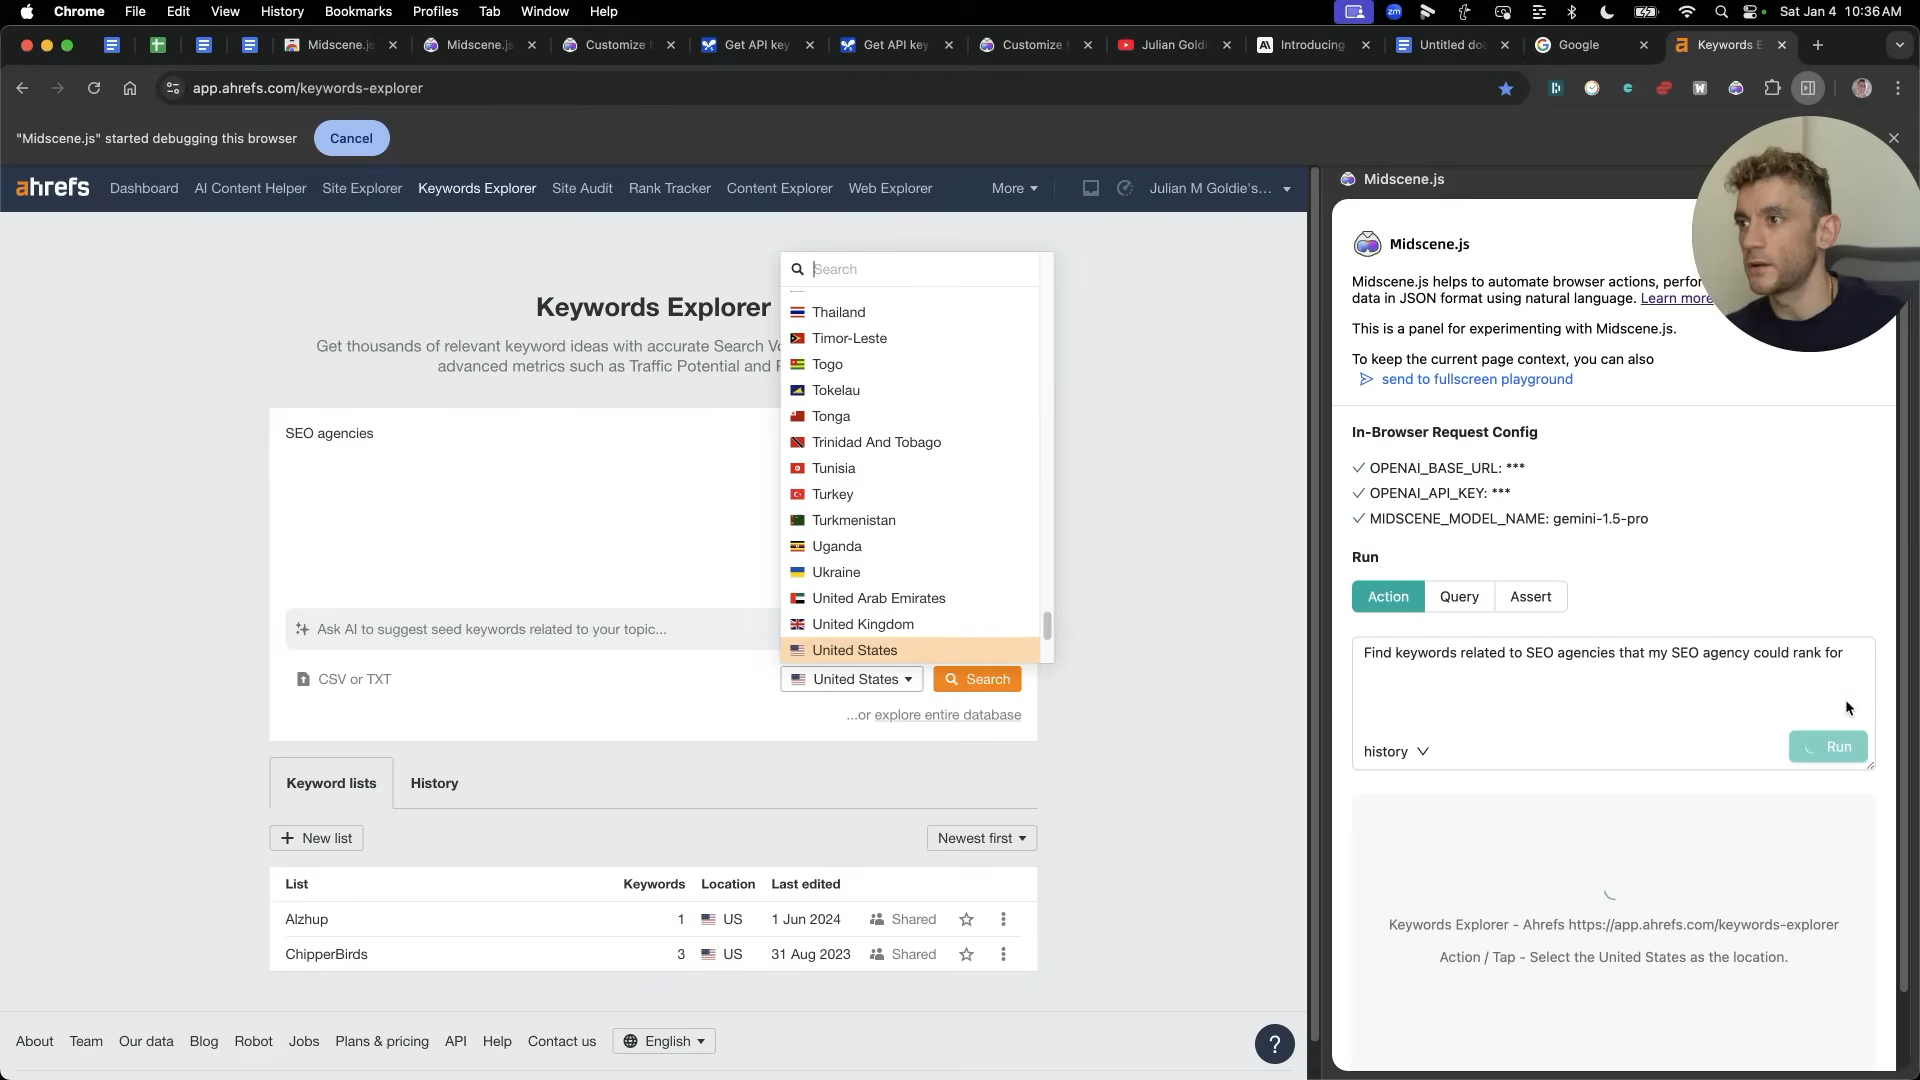 Chrome File Edit View History Bookmarks Profiles Tab Window Help
zm
Sat Jan 4 10:36 AM
Midscene.js
Midscene.js
Customize
Get API key
Get API key
Customize
Julian Gold
Introducing
Untitled do
Google
Keywords E
app.ahrefs.com/keywords-explorer
"Midscene.js" started debugging this browser
Cancel
ahrefs Dashboard AI Content Helper Site Explorer Keywords Explorer Site Audit Rank Tracker Content Explorer Web Explorer More Julian M Goldie's...
Keywords Explorer
Get thousands of relevant keyword ideas with accurate Search Vo
advanced metrics such as Traffic Potential and
SEO agencies
Ask AI to suggest seed keywords related to your topic...
CSV or TXT
Search
Thailand
Timor-Leste
Togo
Tokelau
Tonga
Trinidad And Tobago
Tunisia
Turkey
Turkmenistan
Uganda
Ukraine
United Arab Emirates
United Kingdom
United States
United States
Search
...or explore entire database
Keyword lists History
New list
Newest first
List Keywords Location Last edited
Alzhup 1 US 1 Jun 2024 Shared
ChipperBirds 3 US 31 Aug 2023 Shared
About Team Our data Blog Robot Jobs Plans & pricing API Help Contact us English
?
Midscene.js
Midscene.js
Midscene.js helps to automate browser actions, perfor
data in JSON format using natural language. Learn more
This is a panel for experimenting with Midscene.js.
To keep the current page context, you can also
send to fullscreen playground
In-Browser Request Config
OPENAI_BASE_URL: ***
OPENAI_API_KEY: ***
MIDSCENE_MODEL_NAME: gemini-1.5-pro
Run
Action Query Assert
Find keywords related to SEO agencies that my SEO agency could rank for
history
Run
Keywords Explorer - Ahrefs https://app.ahrefs.com/keywords-explorer
Action / Tap - Select the United States as the location.